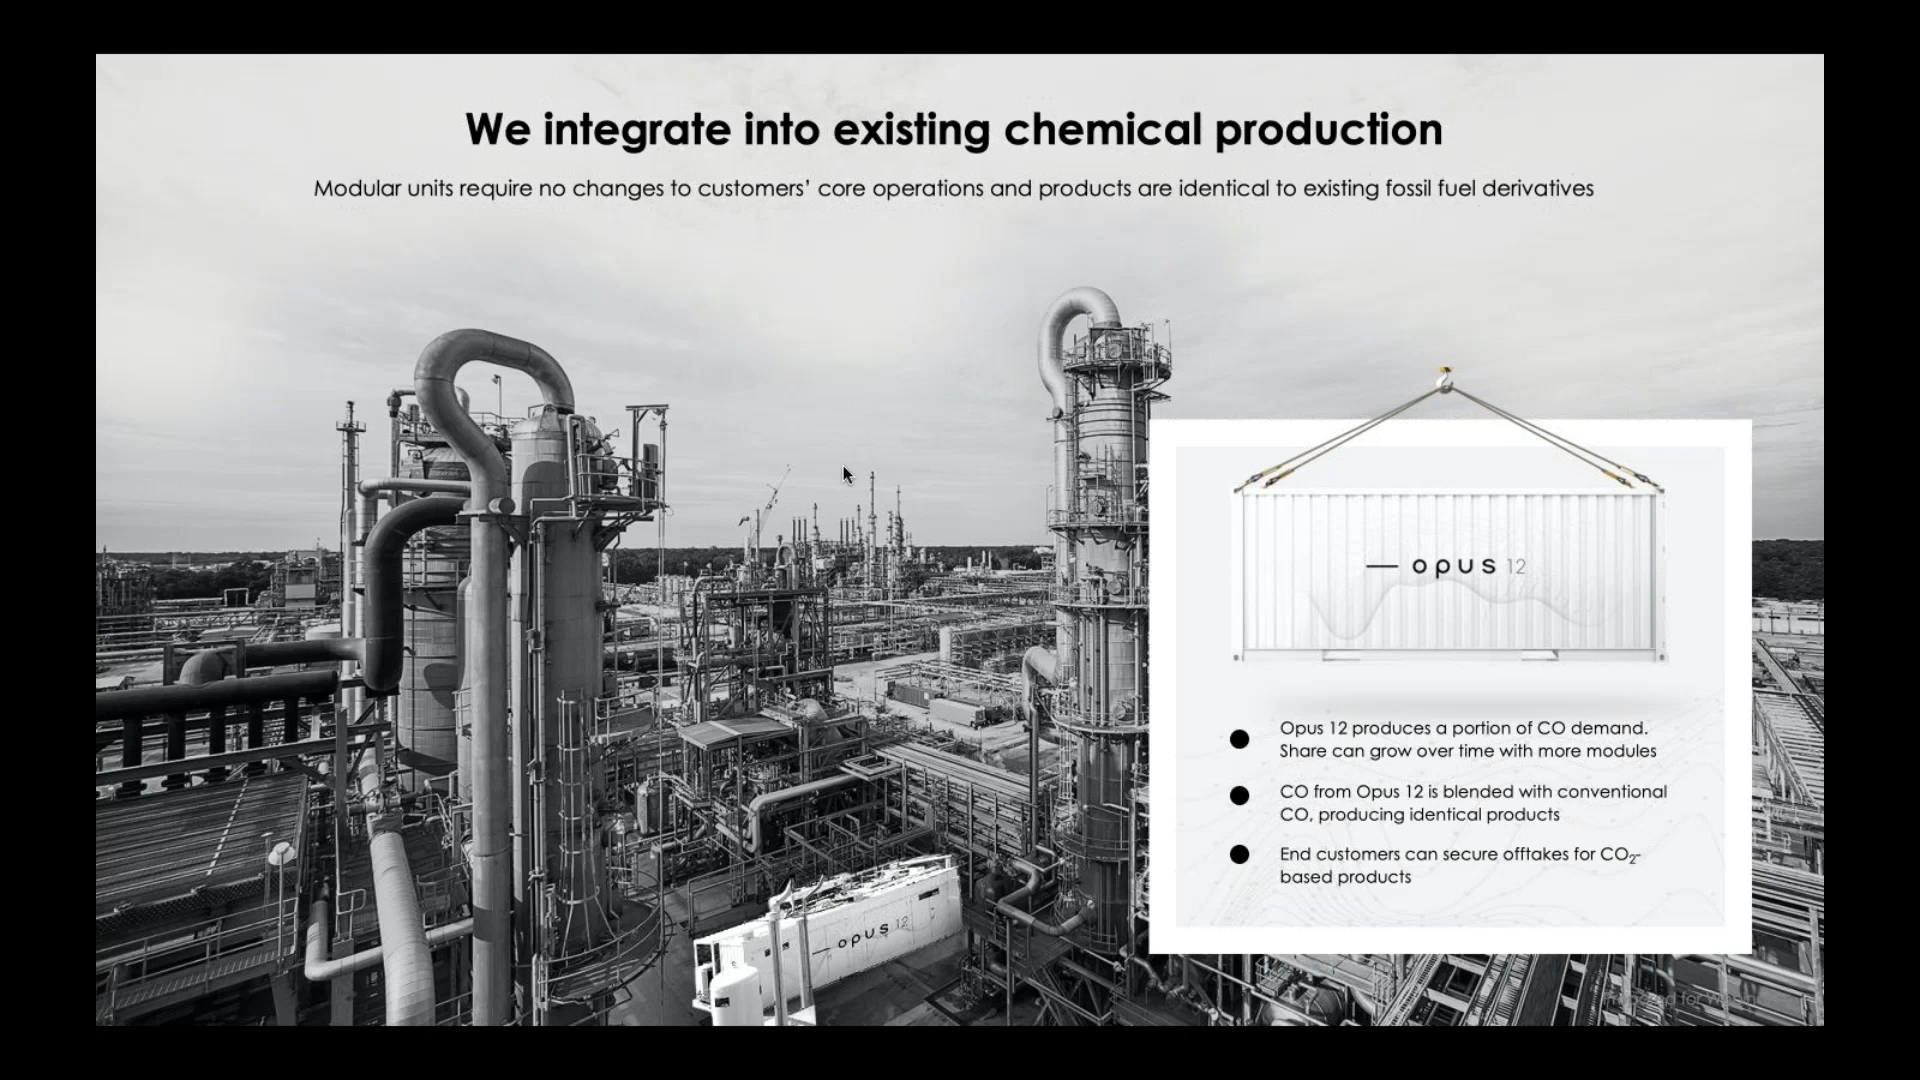 We integrate into existing chemical production
Modular units require no changes to customers' core operations and products are identical to existing fossil fuel derivatives
opus 12
Opus 12 produces a portion of CO demand.
Share can grow over time with more modules
CO from Opus 12 is blended with conventional
CO, producing identical products
End customers can secure offtakes for CO₂-
based products
opus 12
for